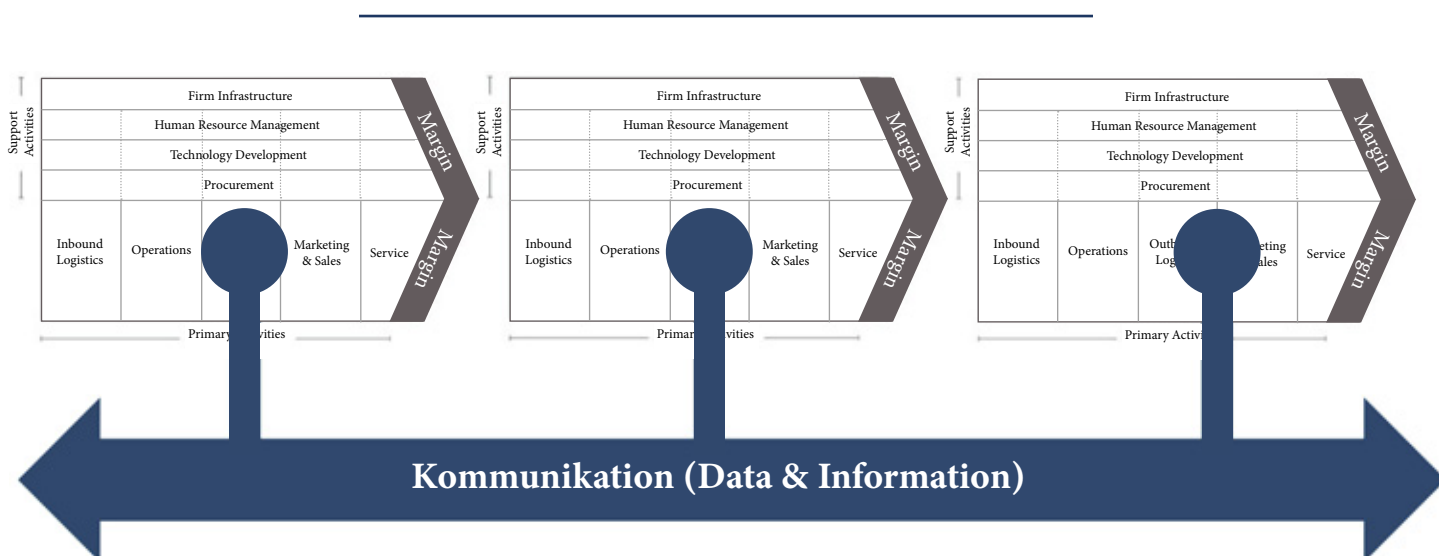 Support
Activities
Firm Infrastructure
Human Resource Management
Technology Development
Procurement
Inbound
Logistics
Operations
Marketing
& Sales
Service
Margin
Margin
Support
Activities
Firm Infrastructure
Human Resource Management
Technology Development
Procurement
Inbound
Logistics
Operations
Marketing
& Sales
Service
Margin
Margin
Primary
Support
Activities
Firm Infrastructure
Human Resource Management
Technology Development
Procurement
Inbound
Logistics
Operations
Service
Margin
Margin
Primary
Kommunikation (Data & Information)